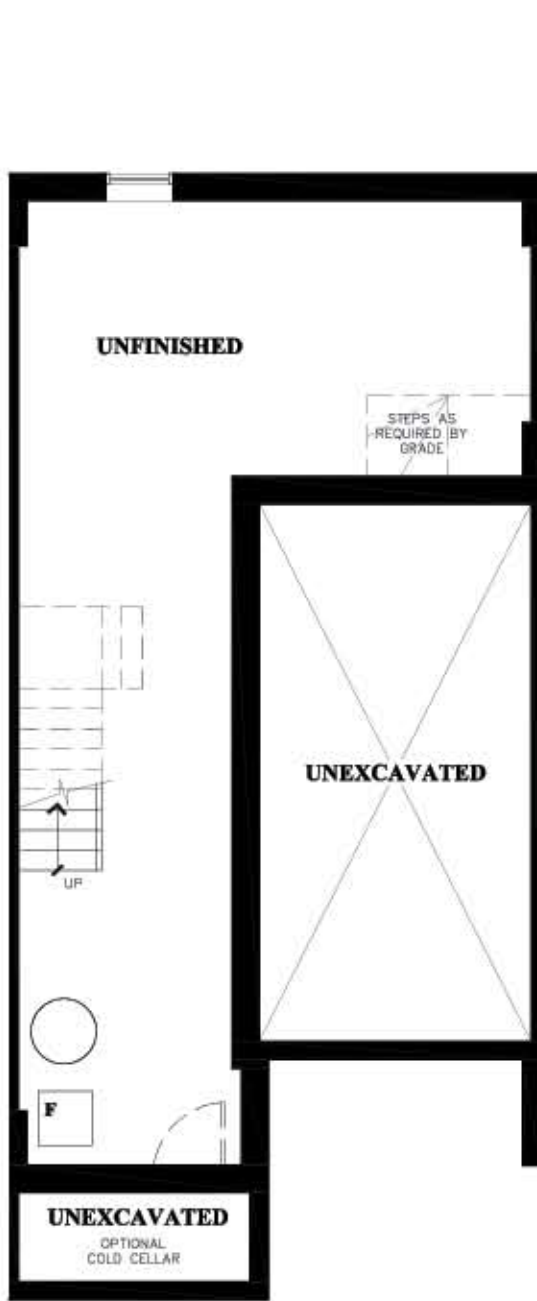 UNFINISHED
STEPS AS
REQUIRED BY
GRADE
UNEXCAVATED
UP
F
UNEXCAVATED
OPTIONAL
COLD CELLAR